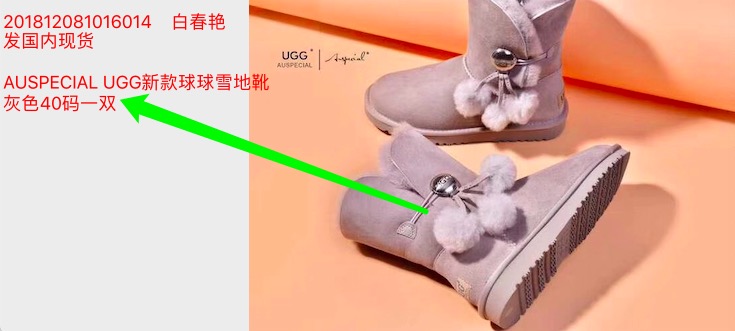 201812081016014 白春艳
发国内现货
AUSPECIAL UGG新款球球雪地靴
灰色40码一双
UGG®
AUSPECIAL
Auspecial®